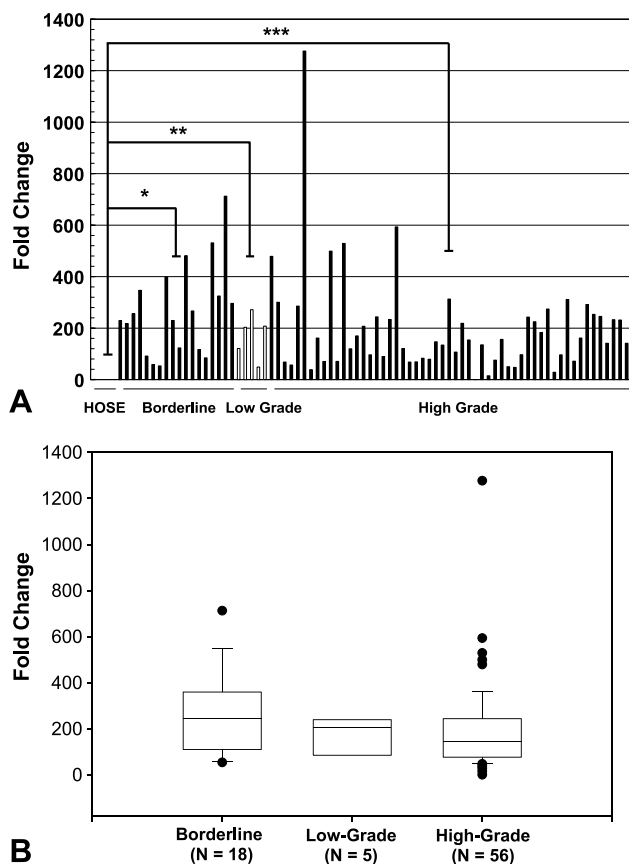 1400
1200
1000
800
600
400
200
0
Fold Change
***
**
*
HOSE Borderline Low Grade High Grade
A
1400
1200
1000
800
600
400
200
0
Fold Change
Borderline Low-Grade High-Grade
(N = 18) (N = 5) (N = 56)
B